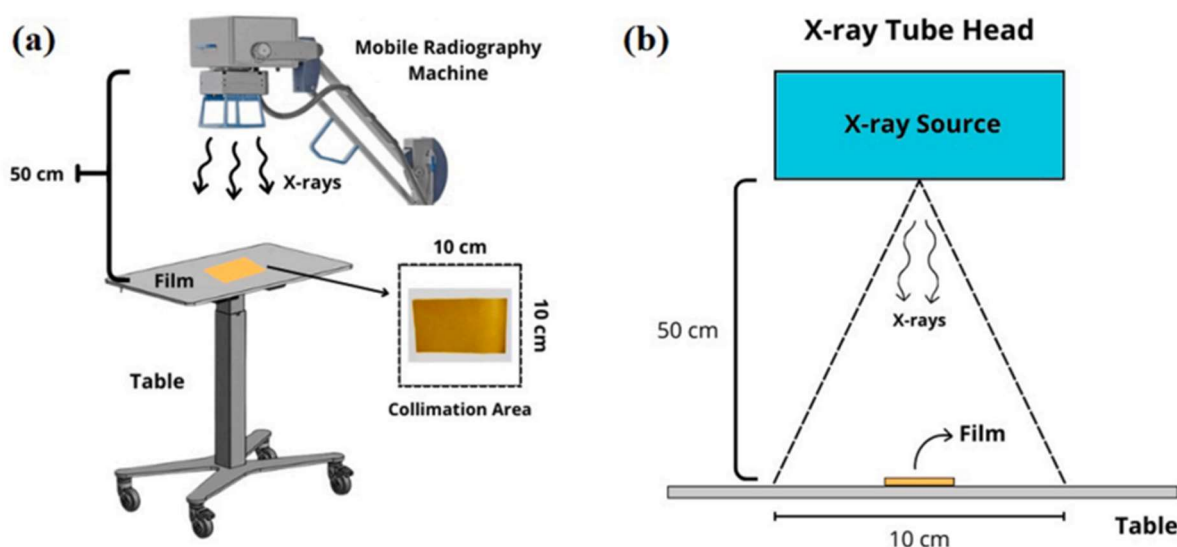 (a)
Mobile Radiography
Machine
50 cm
X-rays
Film
10 cm
10 cm
Table
Collimation Area
(b)
X-ray Tube Head
X-ray Source
50 cm
X-rays
Film
Table
10 cm